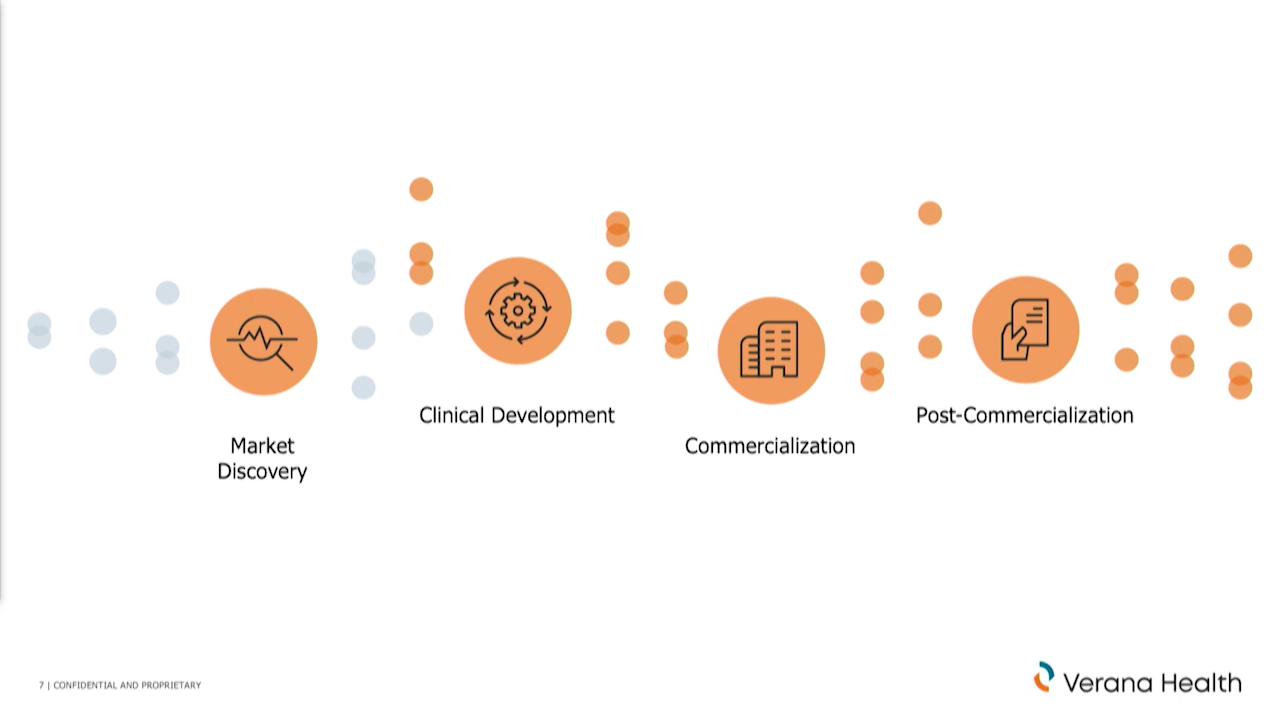 Market
Discovery
Clinical Development
Commercialization
Post-Commercialization
7 | CONFIDENTIAL AND PROPRIETARY
Verana Health